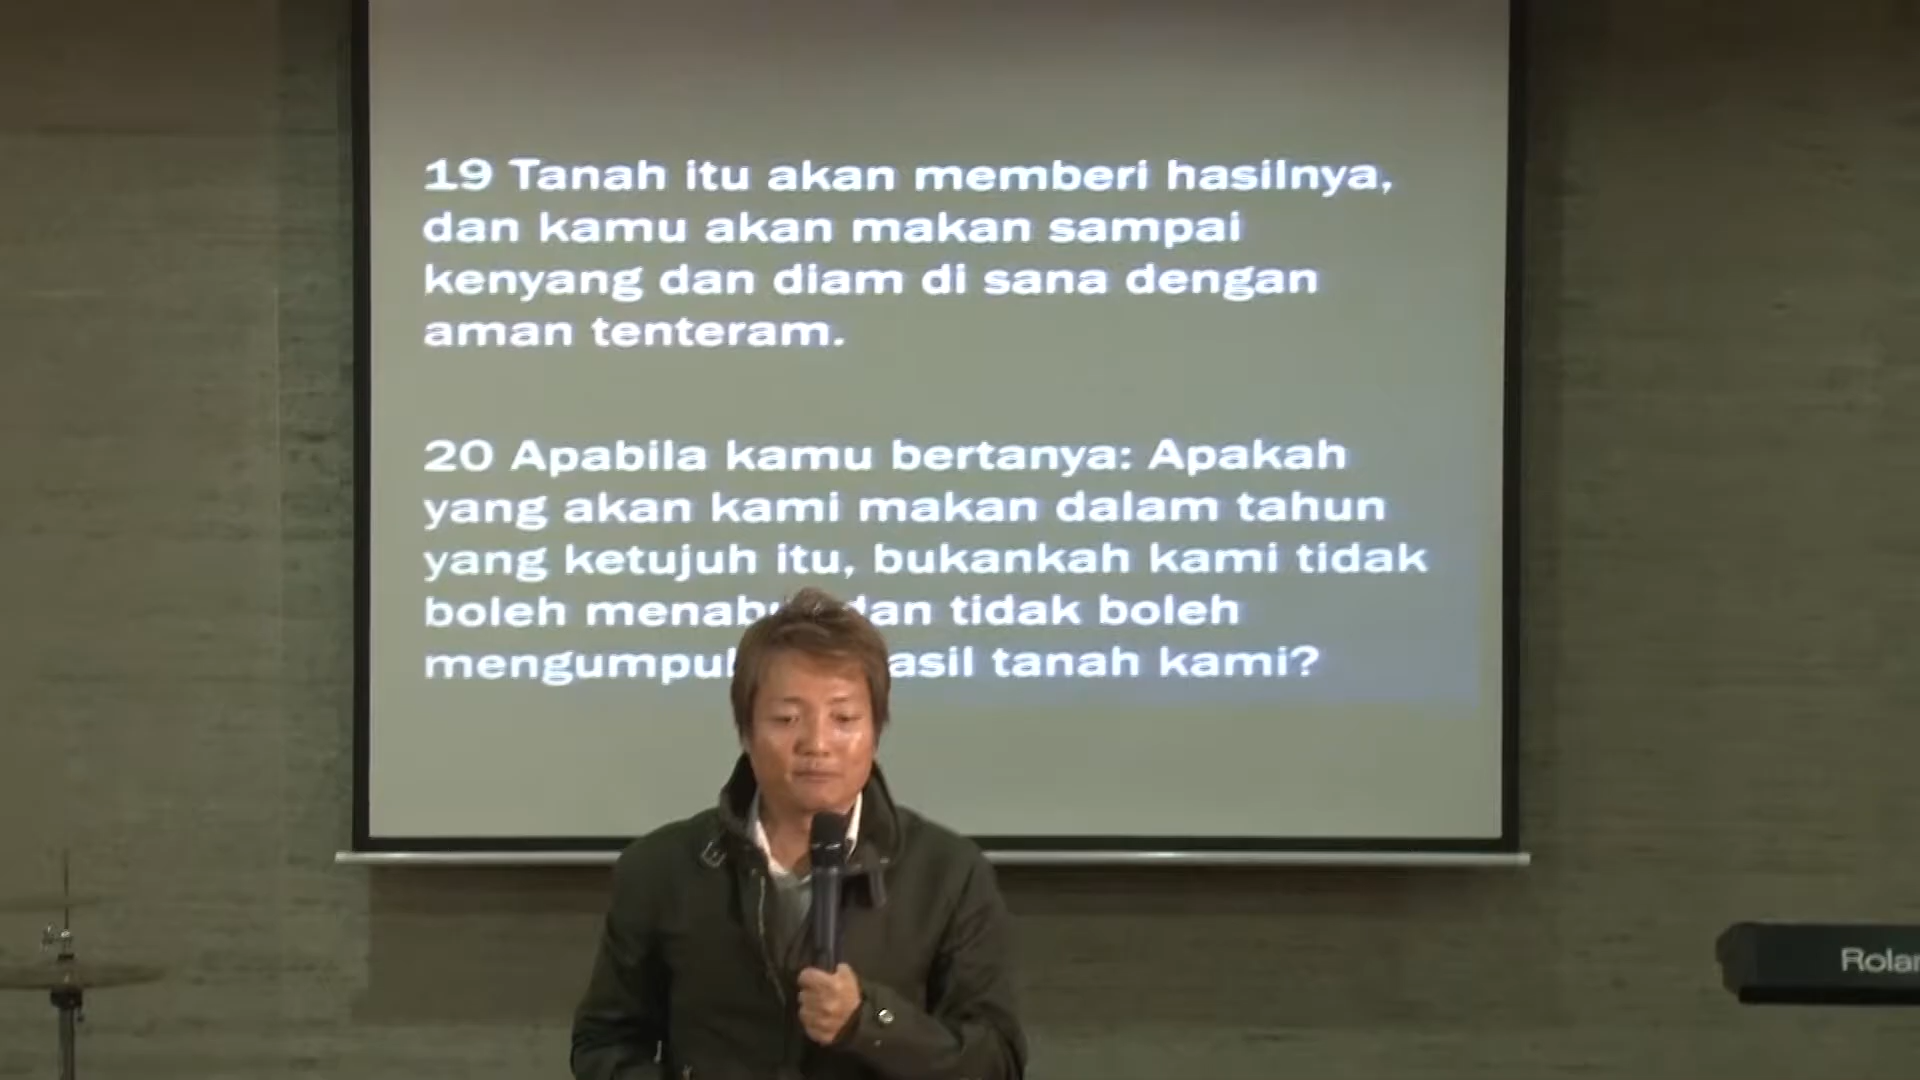 19 Tanah itu akan memberi hasilnya,
dan kamu akan makan sampai
kenyang dan diam di sana dengan
aman tenteram.
20 Apabila kamu bertanya: Apakah
yang akan kami makan dalam tahun
yang ketujuh itu, bukankah kami tidak
boleh tidak boleh
tanah kami?